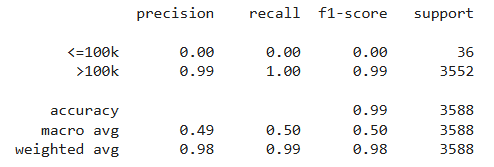 precision recall f1-score support
<=100k 0.00 0.00 0.00 36
>100k 0.99 1.00 0.99 3552
accuracy 0.99 3588
macro avg 0.49 0.50 0.50 3588
weighted avg 0.98 0.99 0.98 3588